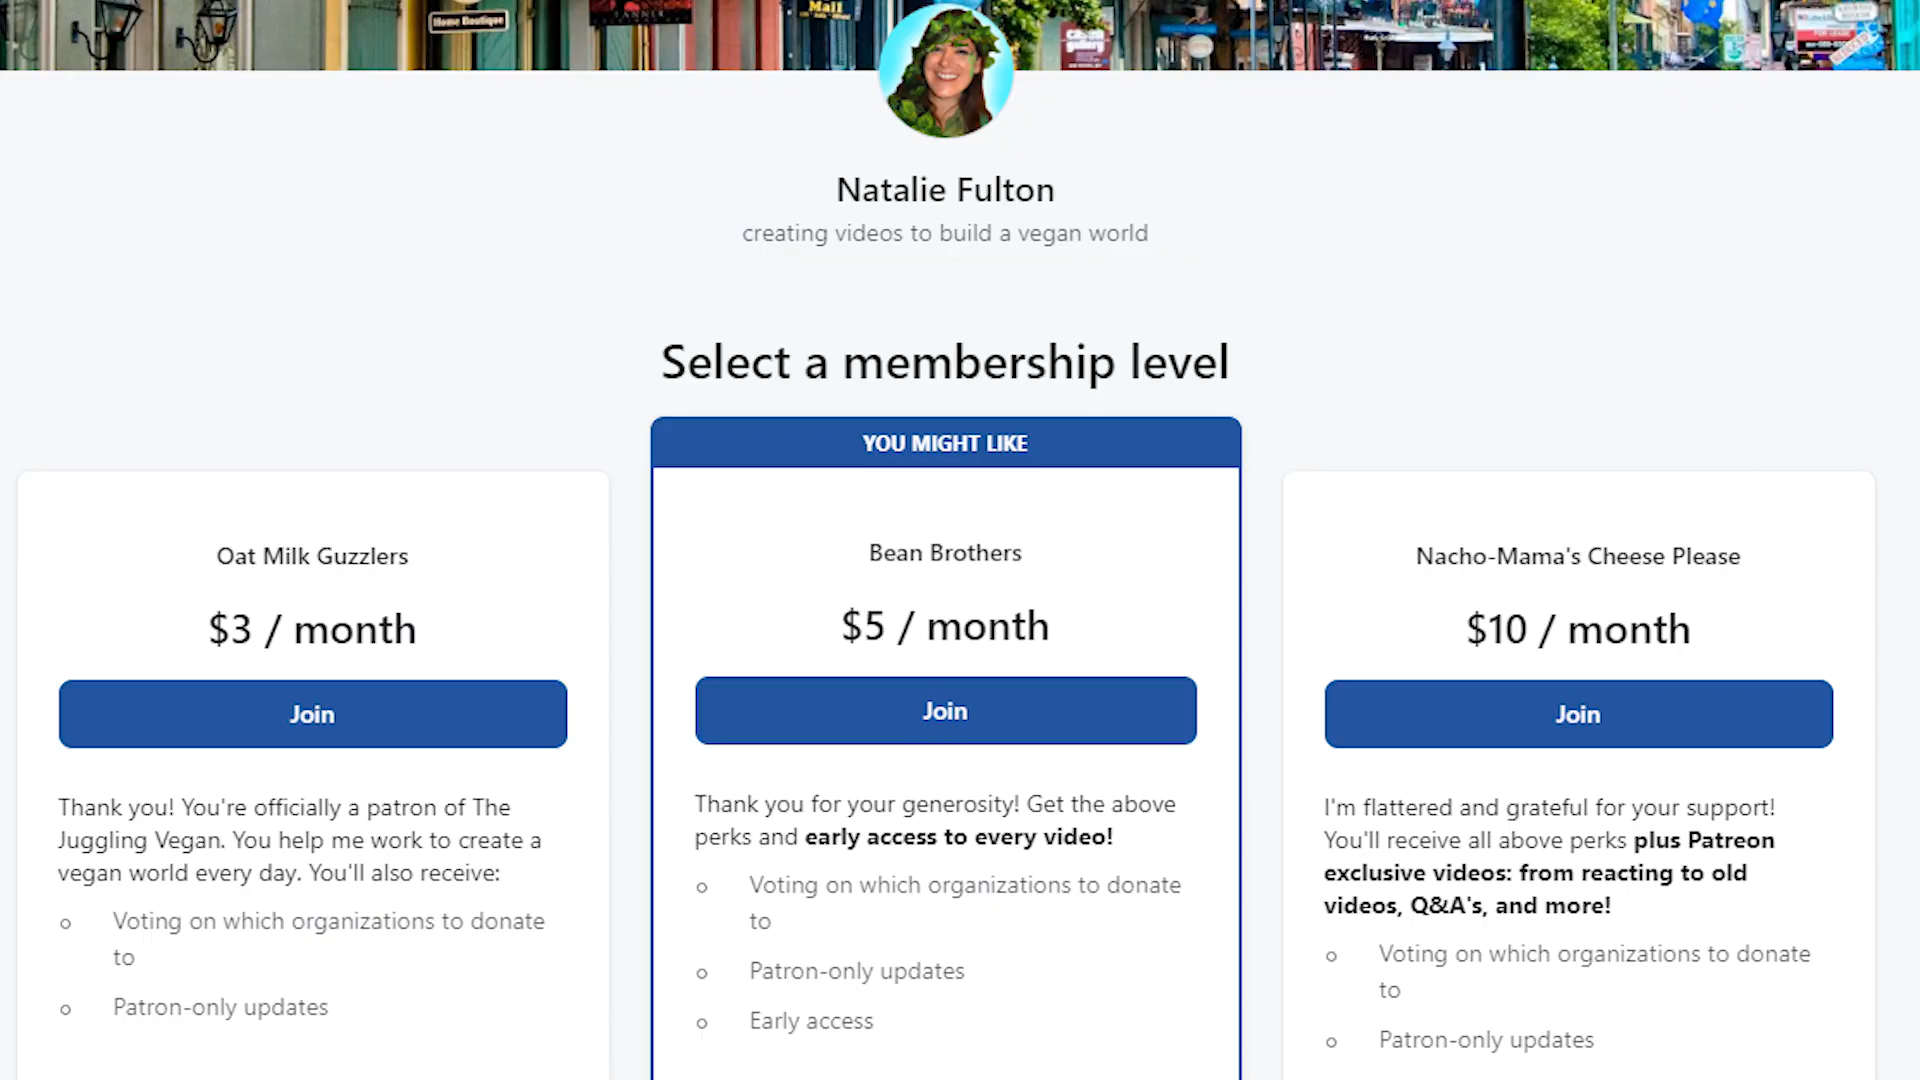 Home Boutique
Mall
gallery
FOR LEASE
Natalie Fulton
creating videos to build a vegan world
Select a membership level
YOU MIGHT LIKE
Oat Milk Guzzlers
$3 / month
Join
Thank you! You're officially a patron of The
Juggling Vegan. You help me work to create a
vegan world every day. You'll also receive:
o Voting on which organizations to donate
to
o Patron-only updates
Bean Brothers
$5 / month
Join
Thank you for your generosity! Get the above
perks and early access to every video!
o Voting on which organizations to donate
to
o Patron-only updates
o Early access
Nacho-Mama's Cheese Please
$10 / month
Join
I'm flattered and grateful for your support!
You'll receive all above perks plus Patreon
exclusive videos: from reacting to old
videos, Q&A's, and more!
o Voting on which organizations to donate
to
o Patron-only updates